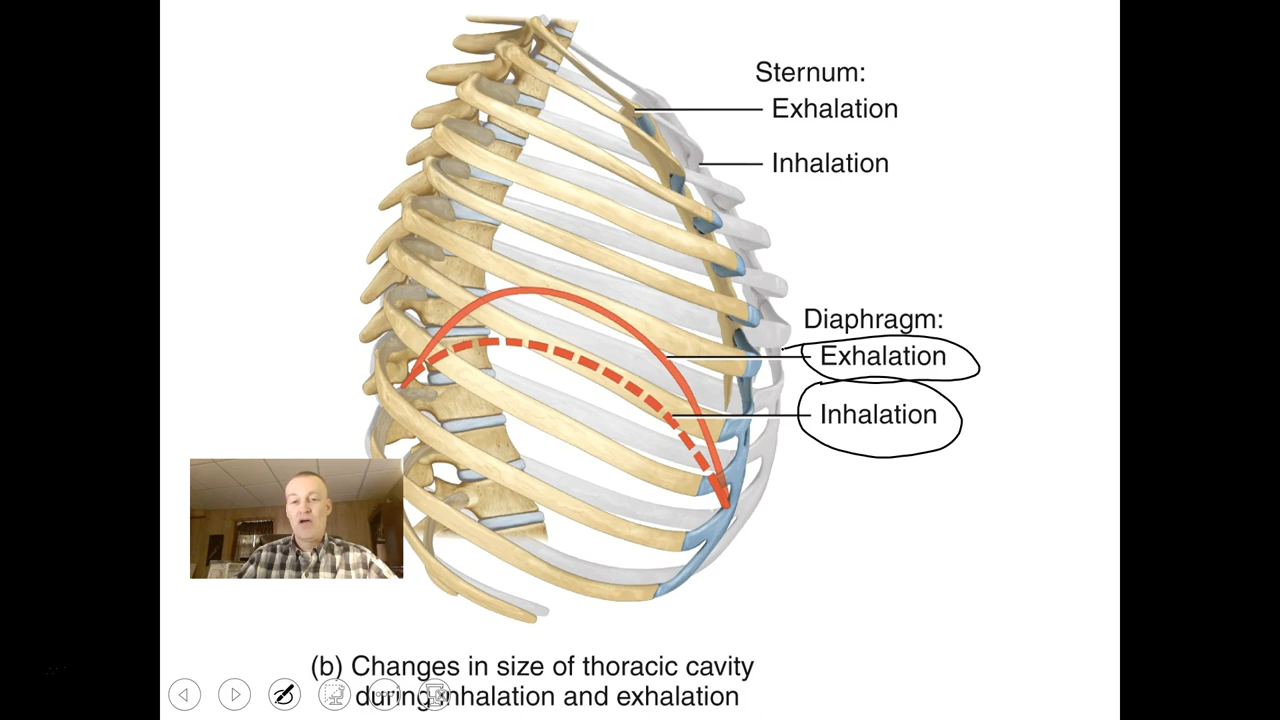 Sternum:
Exhalation
Inhalation
Diaphragm:
Exhalation
Inhalation
(b) Changes in size of thoracic cavity
during inhalation and exhalation